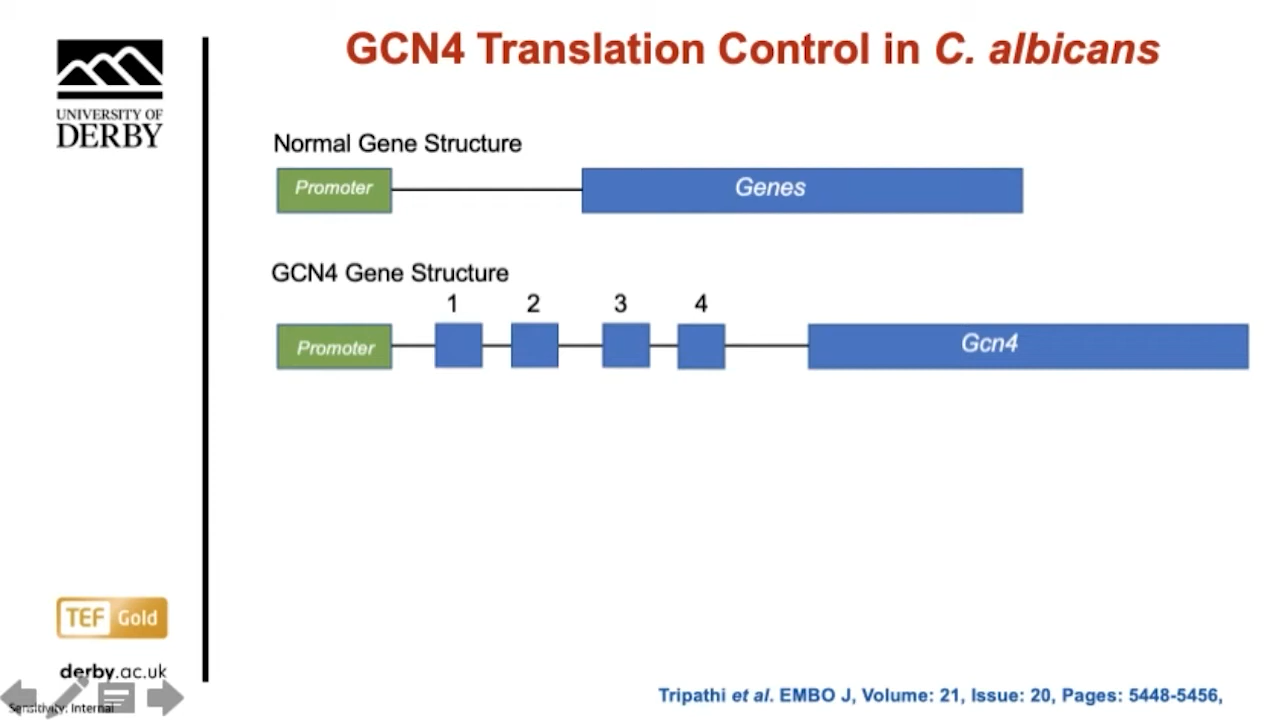 GCN4 Translation Control in C. albicans
UNIVERSITY OF
DERBY
Normal Gene Structure
Promoter
Genes
GCN4 Gene Structure
1 2 3 4
Promoter
Gcn4
TEF Gold
derby.ac.uk
Sensitivity: Internal
Tripathi et al. EMBO J, Volume: 21, Issue: 20, Pages: 5448-5456,